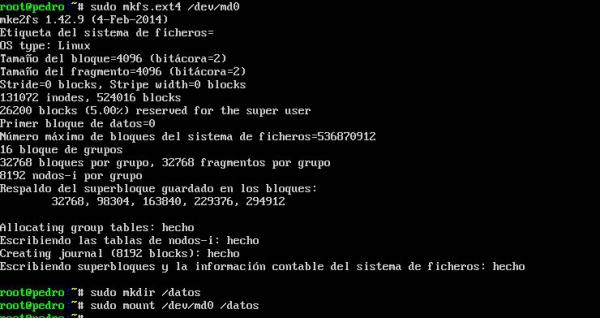 root@pedro:~# sudo mkfs.ext4 /dev/md0
mke2fs 1.42.9 (4-Feb-2014)
Etiqueta del sistema de ficheros=
OS type: Linux
Tamaño del bloque=4096 (bitácora=2)
Tamaño del fragmento=4096 (bitácora=2)
Stride=0 blocks, Stripe width=0 blocks
131072 inodes, 524016 blocks
26200 blocks (5.00%) reserved for the super user
Primer bloque de datos=0
Número máximo de bloques del sistema de ficheros=536870912
16 bloque de grupos
32768 bloques por grupo, 32768 fragmentos por grupo
8192 nodos-i por grupo
Respaldo del superbloque guardado en los bloques:
        32768, 98304, 163840, 229376, 294912
Allocating group tables: hecho
Escribiendo las tablas de nodos-i: hecho
Creating journal (8192 blocks): hecho
Escribiendo superbloques y la información contable del sistema de ficheros: hecho
root@pedro:~# sudo mkdir /datos
root@pedro:~# sudo mount /dev/md0 /datos
root@pedro:~#